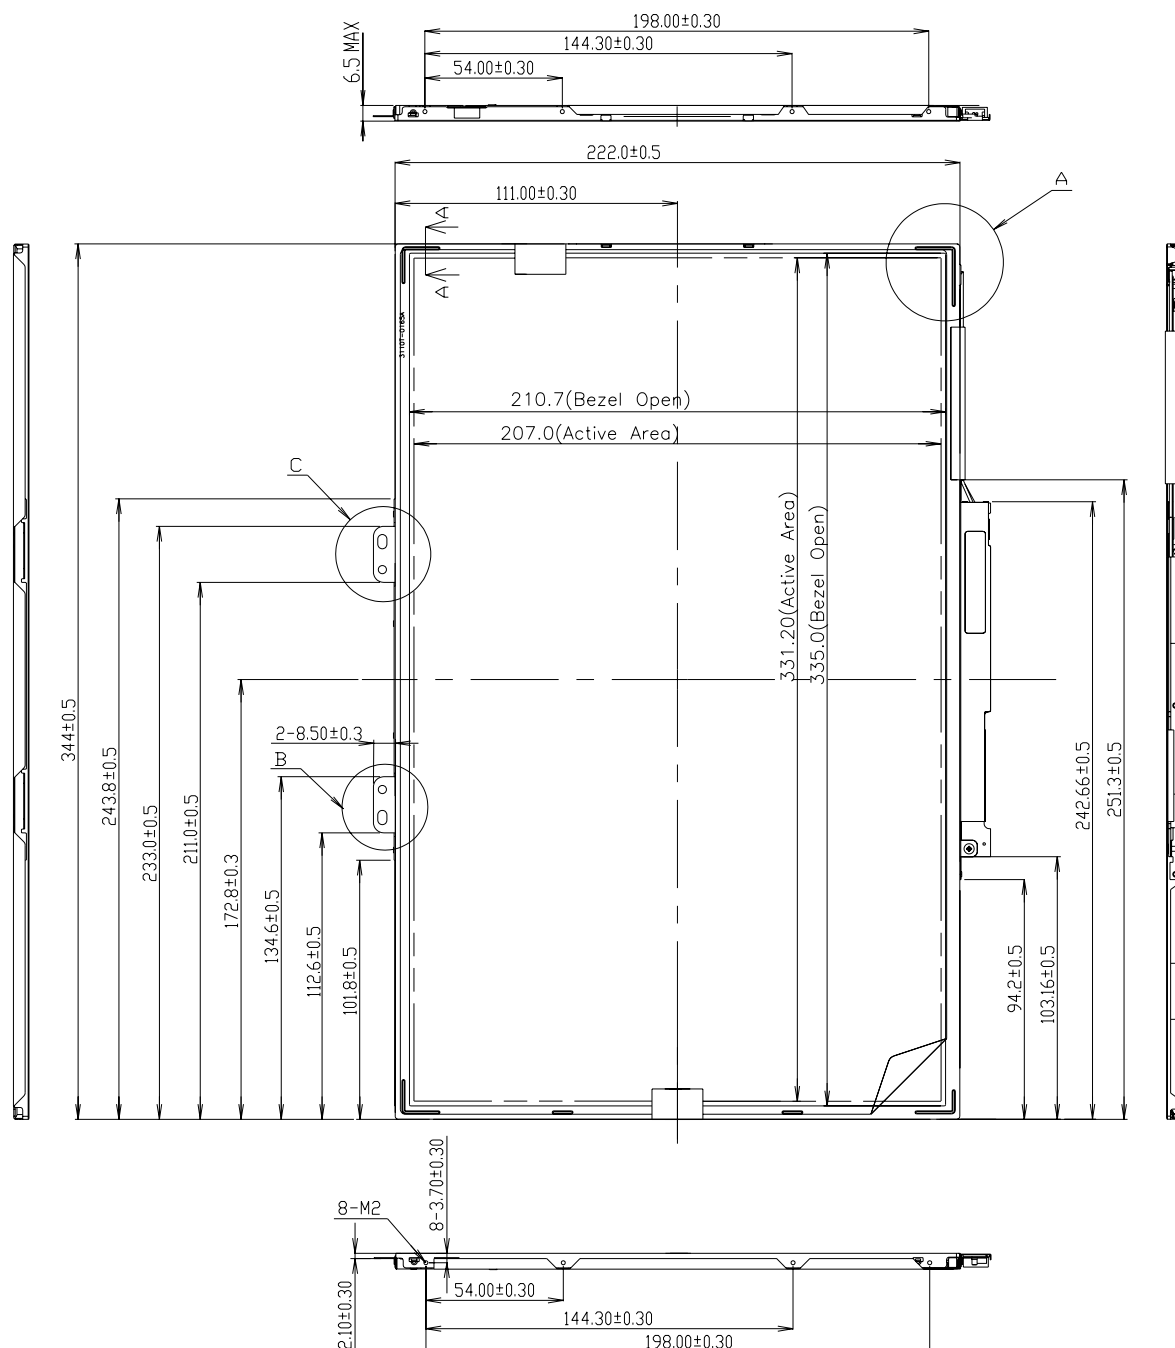 198.00±0.30
144.30±0.30
54.00±0.30
6.5 MAX
222.0±0.5
111.00±0.30
A
A
A
31101-0165A
210.7(Bezel Open)
207.0(Active Area)
C
331.20(Active Area)
335.0(Bezel Open)
344±0.5
243.8±0.5
233.0±0.5
211.0±0.5
172.8±0.3
2-8.50±0.3
B
134.6±0.5
112.6±0.5
101.8±0.5
242.66±0.5
251.3±0.5
94.2±0.5
103.16±0.5
8-M2
8-3.70±0.30
2.10±0.30
54.00±0.30
144.30±0.30
198.00±0.30